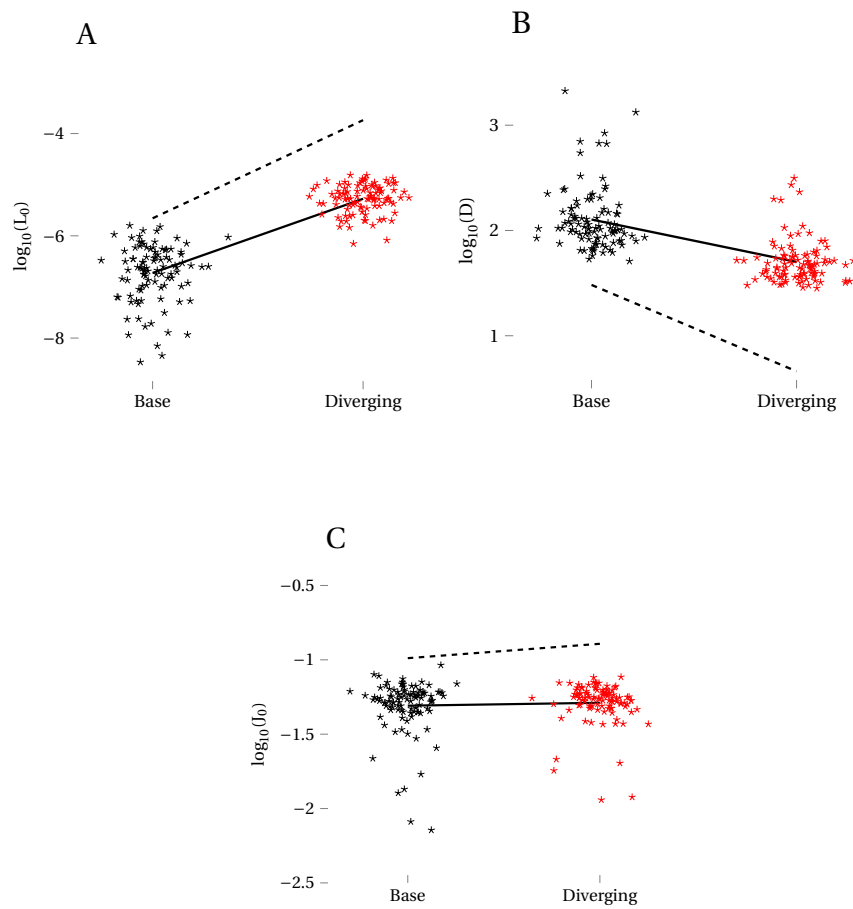 A
−4
−6
−8
log₁₀(L₀)
Base
Diverging
B
3
2
1
log₁₀(D)
Base
Diverging
C
−0.5
−1
−1.5
−2
−2.5
log₁₀(J₀)
Base
Diverging